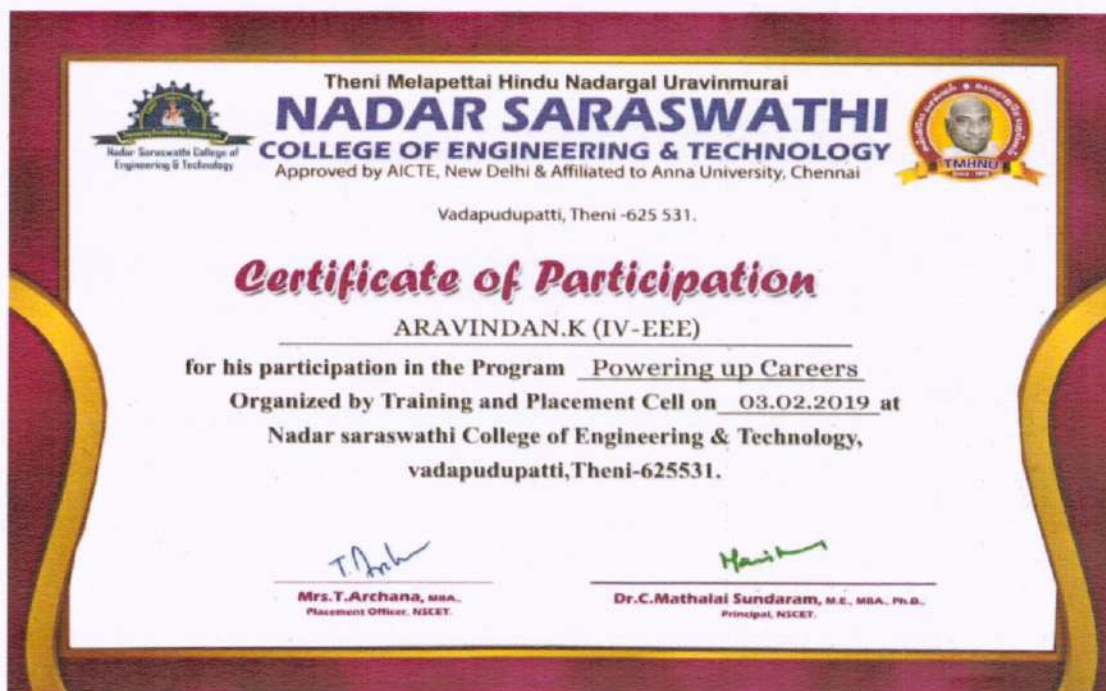 Theni Melapettai Hindu Nadargal Uravinmurai
NADAR SARASWATHI
COLLEGE OF ENGINEERING & TECHNOLOGY
Approved by AICTE, New Delhi & Affiliated to Anna University, Chennai
Nadar Saraswathi College of
Engineering & Technology
TMHNU
Vadapudupatti, Theni -625 531.
Certificate of Participation
ARAVINDAN.K (IV-EEE)
for his participation in the Program Powering up Careers
Organized by Training and Placement Cell on 03.02.2019 at
Nadar saraswathi College of Engineering & Technology,
vadapudupatti,Theni-625531.
Mrs.T.Archana, MBA.,
Placement Officer, NSCET.
Dr.C.Mathalai Sundaram, M.E., MBA., Ph.D.,
Principal, NSCET.